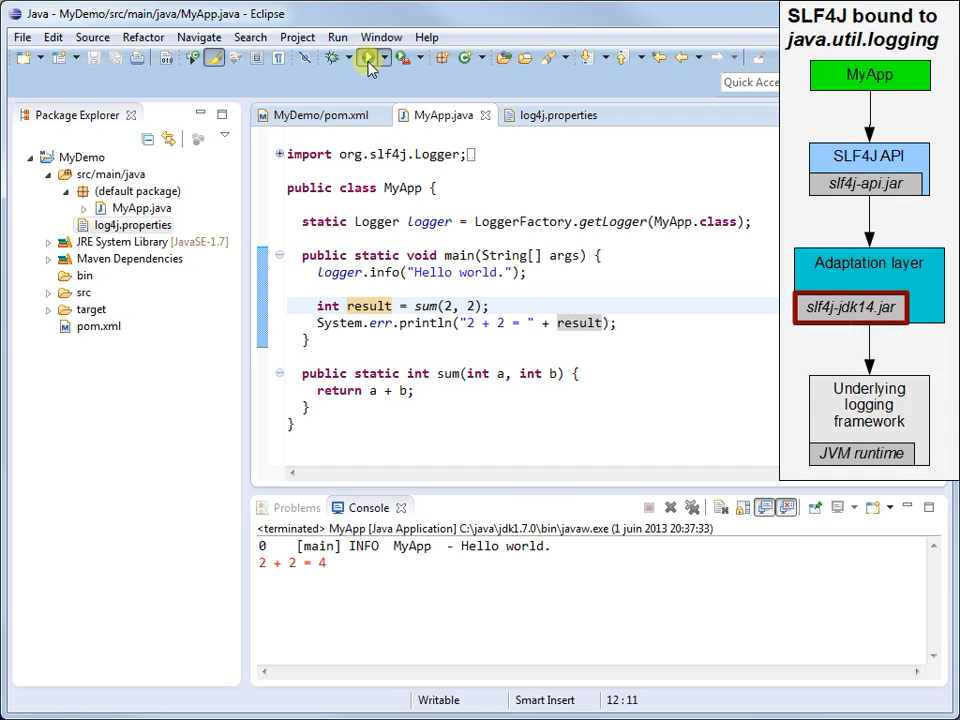 Java - MyDemo/src/main/java/MyApp.java - Eclipse
File Edit Source Refactor Navigate Search Project Run Window Help
Quick Acce
Package Explorer
MyDemo
src/main/java
(default package)
MyApp.java
log4j.properties
JRE System Library [JavaSE-1.7]
Maven Dependencies
bin
src
target
pom.xml
MyDemo/pom.xml MyApp.java log4j.properties
import org.slf4j.Logger;
public class MyApp {
static Logger logger = LoggerFactory.getLogger(MyApp.class);
public static void main(String[] args) {
logger.info("Hello world.");
int result = sum(2, 2);
System.err.println("2 + 2 = " + result);
}
public static int sum(int a, int b) {
return a + b;
}
}
Problems Console
<terminated> MyApp [Java Application] C:\java\jdk1.7.0\bin\javaw.exe (1 juin 2013 20:37:33)
0 [main] INFO MyApp - Hello world.
2 + 2 = 4
Writable Smart Insert 12 : 11
SLF4J bound to
java.util.logging
MyApp
SLF4J API
slf4j-api.jar
Adaptation layer
slf4j-jdk14.jar
Underlying
logging
framework
JVM runtime